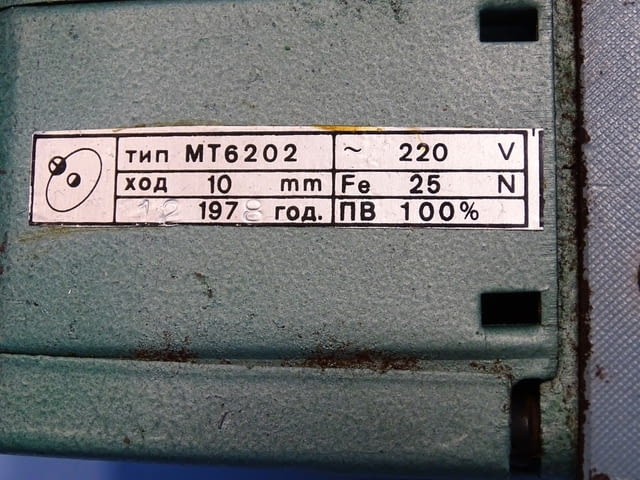 тип МТ6202 ~ 220 V
ход 10 mm Fe 25 N
12 1978 год. ПВ 100%